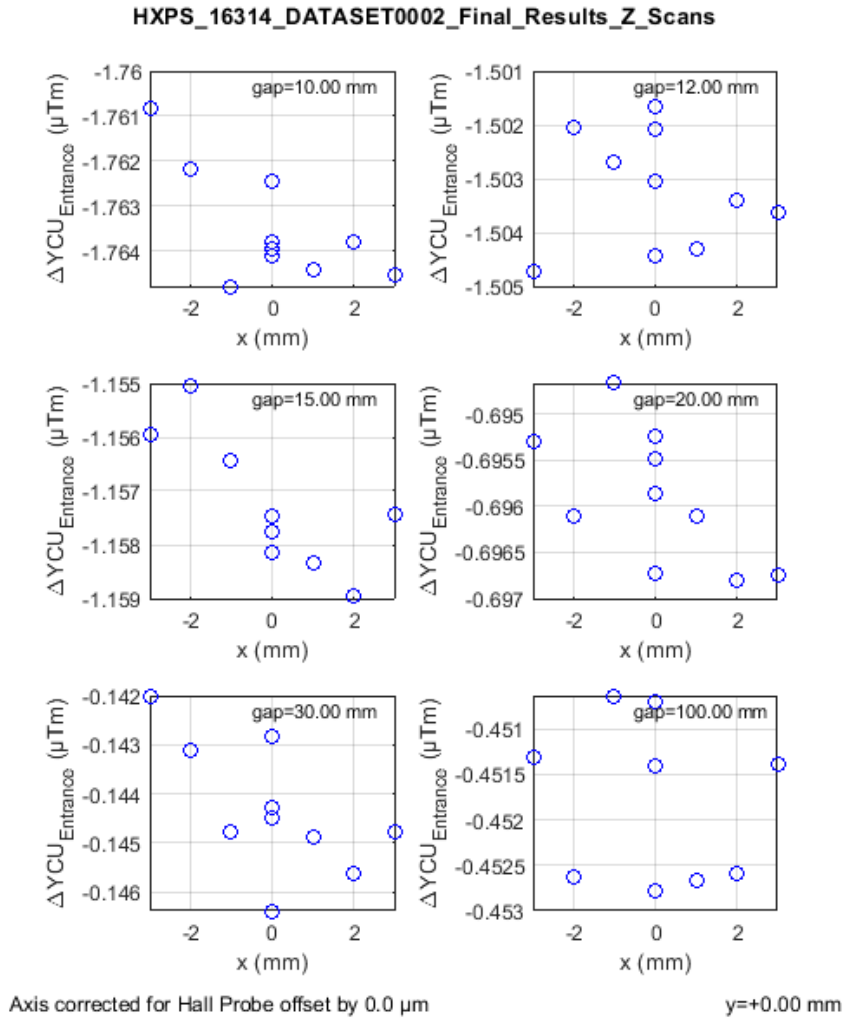 HXPS_16314_DATASET0002_Final_Results_Z_Scans
ΔYCU_Entrance (μTm)
-1.76
-1.761
-1.762
-1.763
-1.764
gap=10.00 mm
-2 0 2
x (mm)
ΔYCU_Entrance (μTm)
-1.501
-1.502
-1.503
-1.504
-1.505
gap=12.00 mm
-2 0 2
x (mm)
ΔYCU_Entrance (μTm)
-1.155
-1.156
-1.157
-1.158
-1.159
gap=15.00 mm
-2 0 2
x (mm)
ΔYCU_Entrance (μTm)
-0.695
-0.6955
-0.696
-0.6965
-0.697
gap=20.00 mm
-2 0 2
x (mm)
ΔYCU_Entrance (μTm)
-0.142
-0.143
-0.144
-0.145
-0.146
gap=30.00 mm
-2 0 2
x (mm)
ΔYCU_Entrance (μTm)
-0.451
-0.4515
-0.452
-0.4525
-0.453
gap=100.00 mm
-2 0 2
x (mm)
Axis corrected for Hall Probe offset by 0.0 μm
y=+0.00 mm